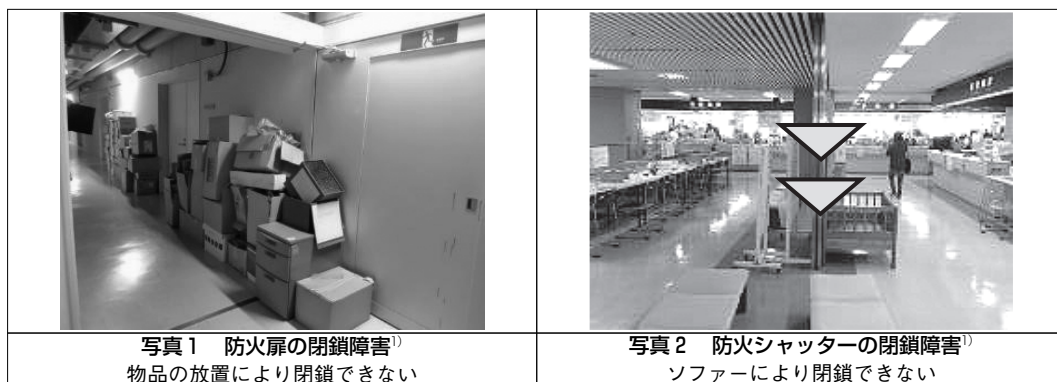 写真1　防火扉の閉鎖障害1)
物品の放置により閉鎖できない
写真2　防火シャッターの閉鎖障害1)
ソファーにより閉鎖できない